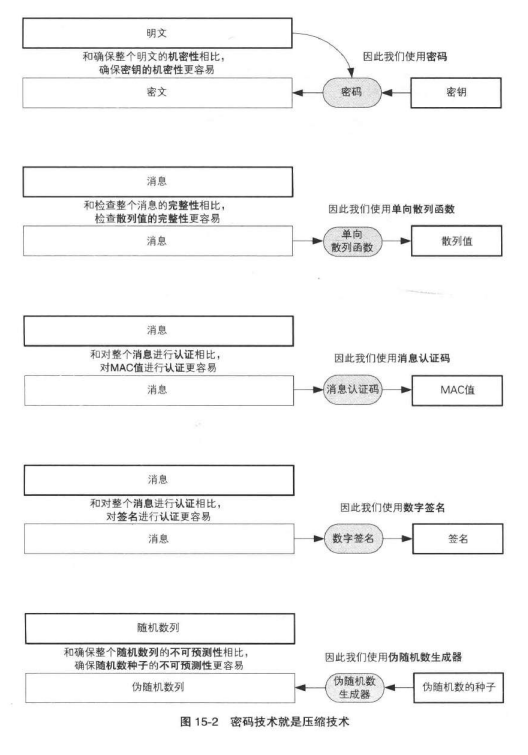 明文
和确保整个明文的机密性相比，
确保密钥的机密性更容易
因此我们使用密码
密文
密码
密钥
消息
和检查整个消息的完整性相比，
检查散列值的完整性更容易
因此我们使用单向散列函数
消息
单向
散列函数
散列值
消息
和对整个消息进行认证相比，
对MAC值进行认证更容易
因此我们使用消息认证码
消息
消息认证码
MAC值
消息
和对整个消息进行认证相比，
对签名进行认证更容易
因此我们使用数字签名
消息
数字签名
签名
随机数列
和确保整个随机数列的不可预测性相比，
确保随机数种子的不可预测性更容易
因此我们使用伪随机数生成器
伪随机数列
伪随机数
生成器
伪随机数的种子
图 15-2 密码技术就是压缩技术